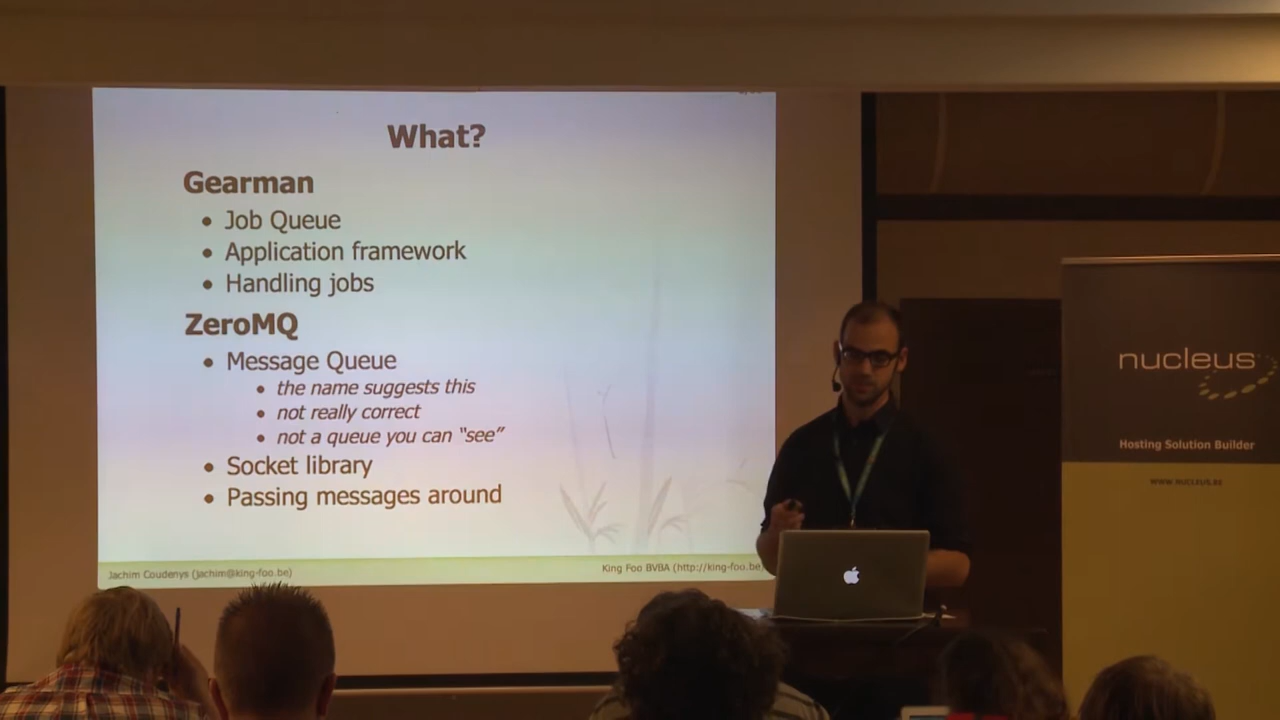 What?
Gearman
• Job Queue
• Application framework
• Handling jobs
ZeroMQ
• Message Queue
• the name suggests this
• not really correct
• not a queue you can “see”
• Socket library
• Passing messages around
Jachim Coudenys (jachim@king-foo.be)
King Foo BVBA (http://king-foo.be)
nucleus
Hosting Solution Builder
WWW.NUCLEUS.BE